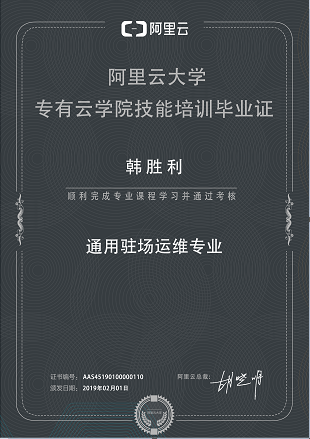 阿里云
阿里云大学
专有云学院技能培训毕业证
韩胜利
顺利完成专业课程学习并通过考核
通用驻场运维专业
证书编号： AAS45190100000110
颁发日期： 2019年02月01日
阿里云总裁：